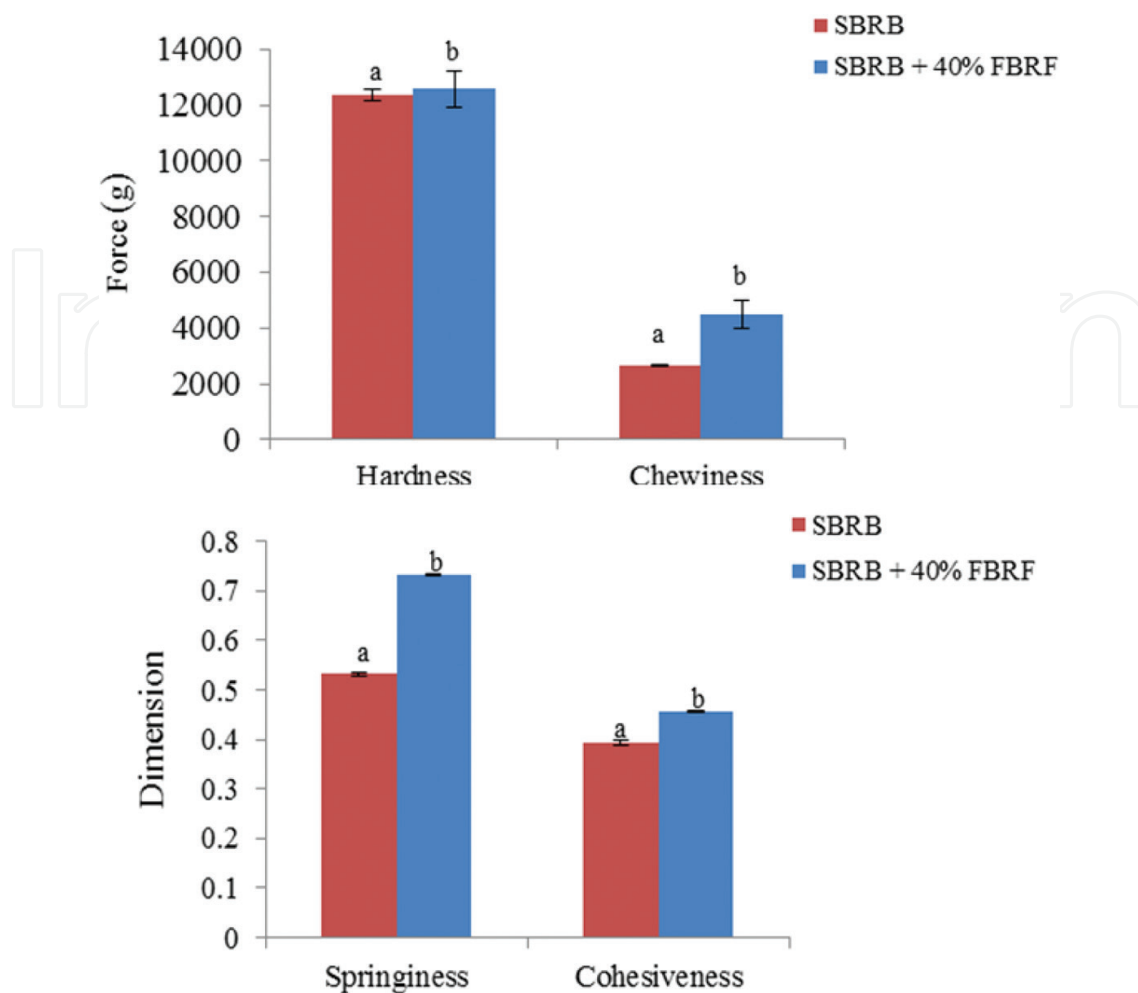 SBRB
SBRB + 40% FBRF
14000
12000
10000
8000
6000
4000
2000
0
Force (g)
a
b
a
b
Hardness
Chewiness
SBRB
SBRB + 40% FBRF
0.8
0.7
0.6
0.5
0.4
0.3
0.2
0.1
0
Dimension
a
b
a
b
Springiness
Cohesiveness